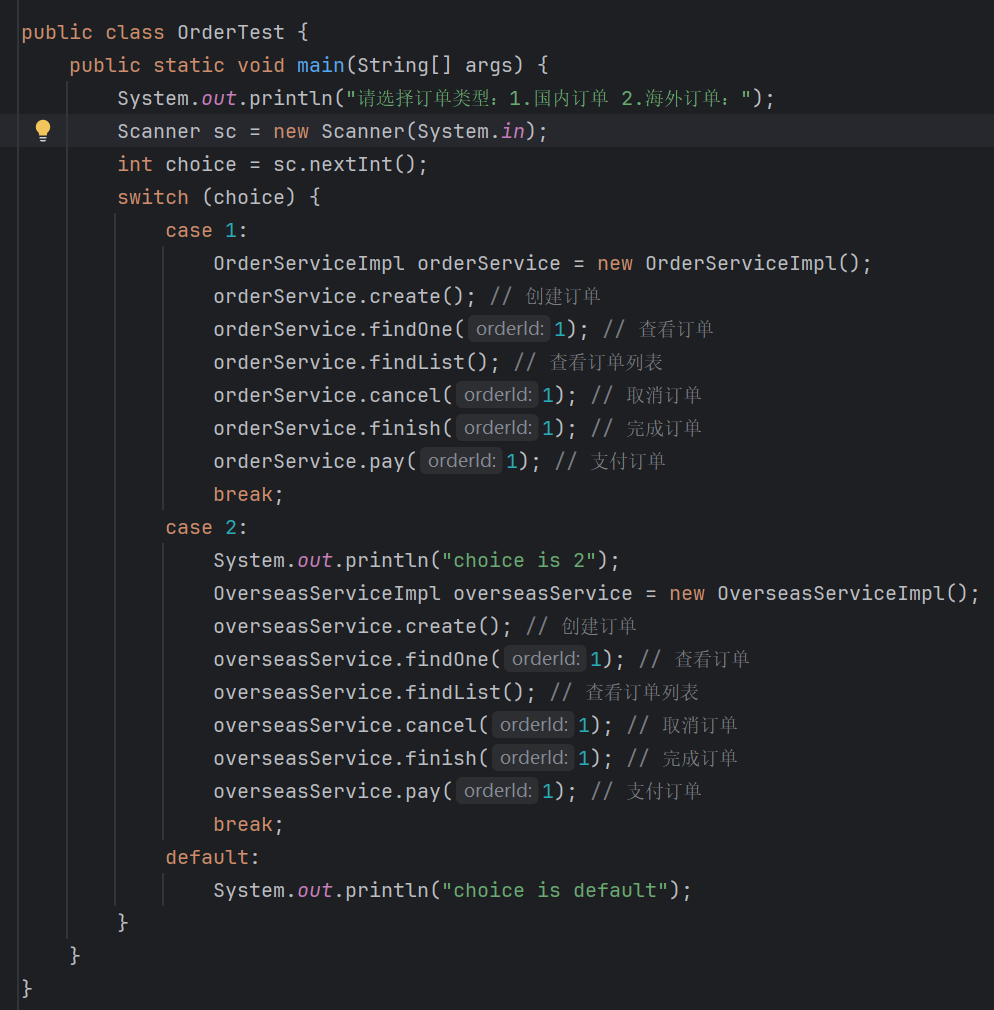 public class OrderTest {
public static void main(String[] args) {
System.out.println("请选择订单类型：1.国内订单 2.海外订单：");
Scanner sc = new Scanner(System.in);
int choice = sc.nextInt();
switch (choice) {
case 1:
OrderServiceImpl orderService = new OrderServiceImpl();
orderService.create(); // 创建订单
orderService.findOne( orderId: 1); // 查看订单
orderService.findList(); // 查看订单列表
orderService.cancel( orderId: 1); // 取消订单
orderService.finish( orderId: 1); // 完成订单
orderService.pay( orderId: 1); // 支付订单
break;
case 2:
System.out.println("choice is 2");
OverseasServiceImpl overseasService = new OverseasServiceImpl();
overseasService.create(); // 创建订单
overseasService.findOne( orderId: 1); // 查看订单
overseasService.findList(); // 查看订单列表
overseasService.cancel( orderId: 1); // 取消订单
overseasService.finish( orderId: 1); // 完成订单
overseasService.pay( orderId: 1); // 支付订单
break;
default:
System.out.println("choice is default");
}
}
}